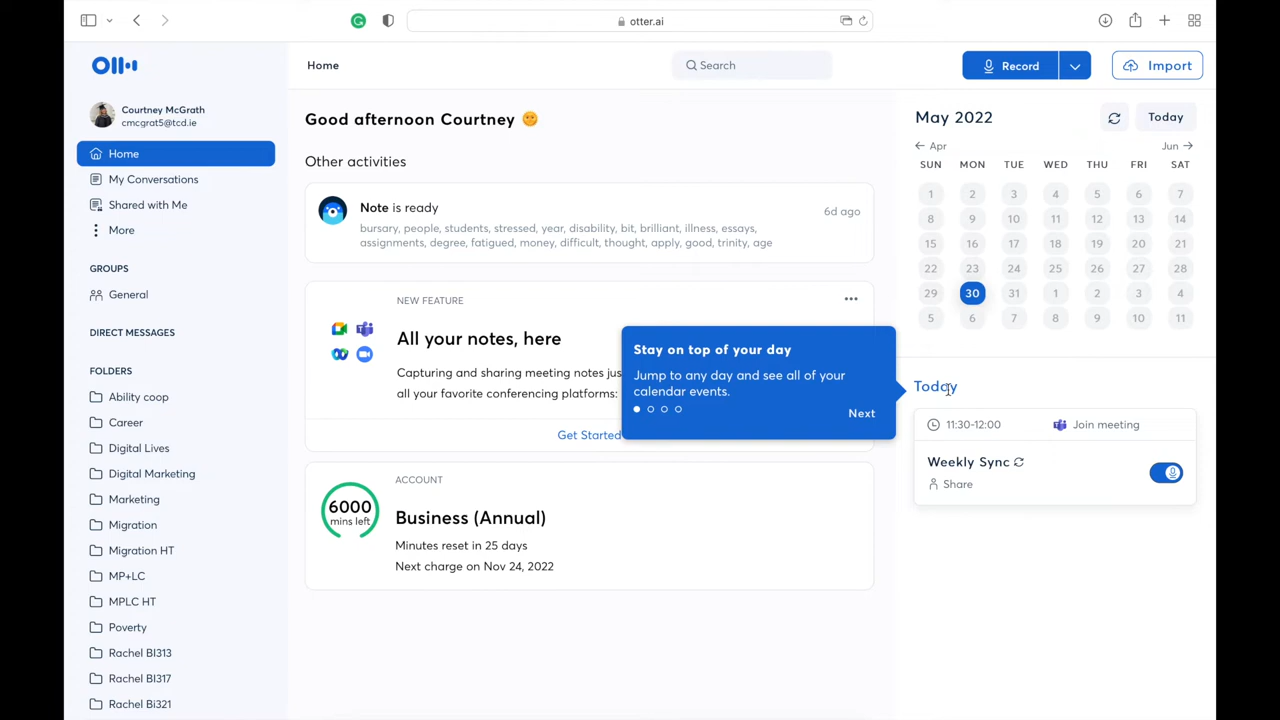 otter.ai
Courtney McGrath
cmcgrat5@tcd.ie
Home
My Conversations
Shared with Me
More
GROUPS
General
DIRECT MESSAGES
FOLDERS
Ability coop
Career
Digital Lives
Digital Marketing
Marketing
Migration
Migration HT
MP+LC
MPLC HT
Poverty
Rachel BI313
Rachel BI317
Rachel Bi321
Home
Search
Record
Import
Good afternoon Courtney
Other activities
Note is ready
6d ago
bursary, people, students, stressed, year, disability, bit, brilliant, illness, essays,
assignments, degree, fatigued, money, difficult, thought, apply, good, trinity, age
NEW FEATURE
All your notes, here
Capturing and sharing meeting notes jus
all your favorite conferencing platforms:
Get Started
Stay on top of your day
Jump to any day and see all of your
calendar events.
Next
ACCOUNT
6000
mins left
Business (Annual)
Minutes reset in 25 days
Next charge on Nov 24, 2022
May 2022
Today
Apr
Jun
SUN MON TUE WED THU FRI SAT
1 2 3 4 5 6 7
8 9 10 11 12 13 14
15 16 17 18 19 20 21
22 23 24 25 26 27 28
29 30 31 1 2 3 4
5 6 7 8 9 10 11
Today
11:30-12:00
Join meeting
Weekly Sync
Share